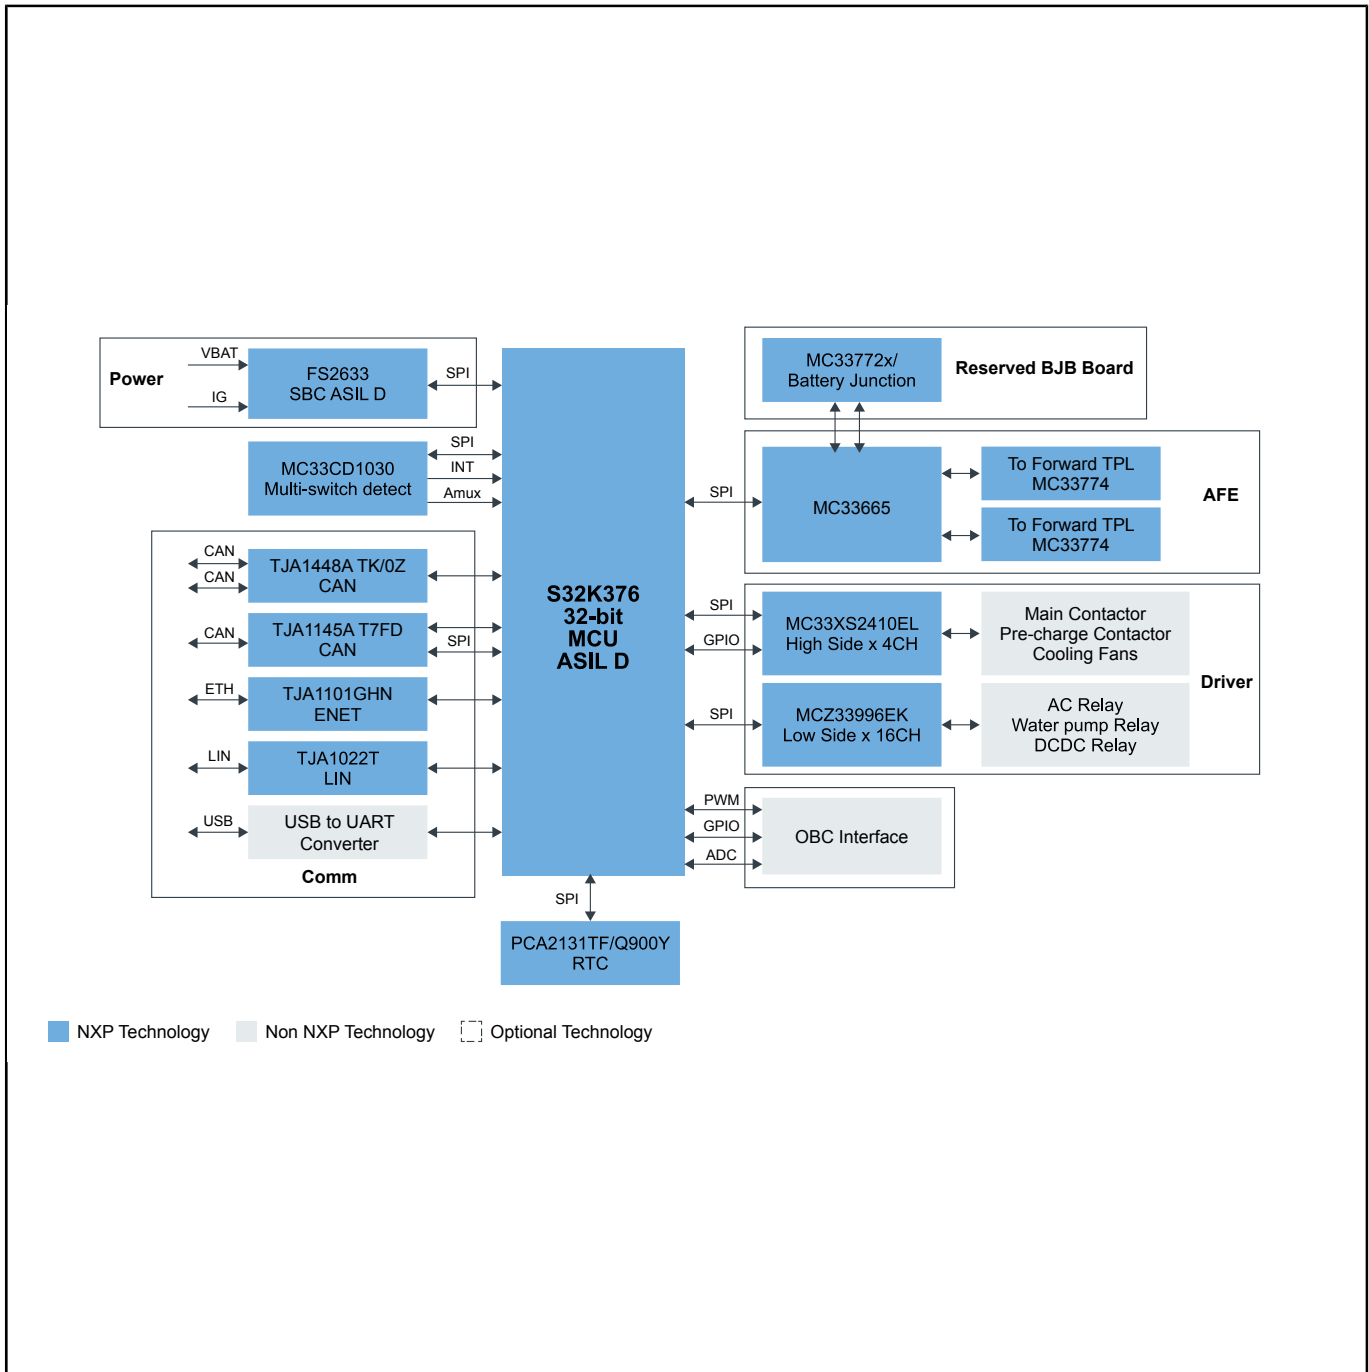 Power
VBAT
IG
FS2633
SBC ASIL D
SPI
MC33CD1030
Multi-switch detect
SPI
INT
Amux
CAN
CAN
TJA1448A TK/0Z
CAN
CAN
TJA1145A T7FD
CAN
SPI
ETH
TJA1101GHN
ENET
LIN
TJA1022T
LIN
USB
USB to UART
Converter
Comm
S32K376
32-bit
MCU
ASIL D
SPI
PCA2131TF/Q900Y
RTC
MC33772x/
Battery Junction
Reserved BJB Board
SPI
MC33665
To Forward TPL
MC33774
To Forward TPL
MC33774
AFE
SPI
GPIO
MC33XS2410EL
High Side x 4CH
Main Contactor
Pre-charge Contactor
Cooling Fans
Driver
SPI
MCZ33996EK
Low Side x 16CH
AC Relay
Water pump Relay
DCDC Relay
PWM
GPIO
ADC
OBC Interface
NXP Technology
Non NXP Technology
Optional Technology